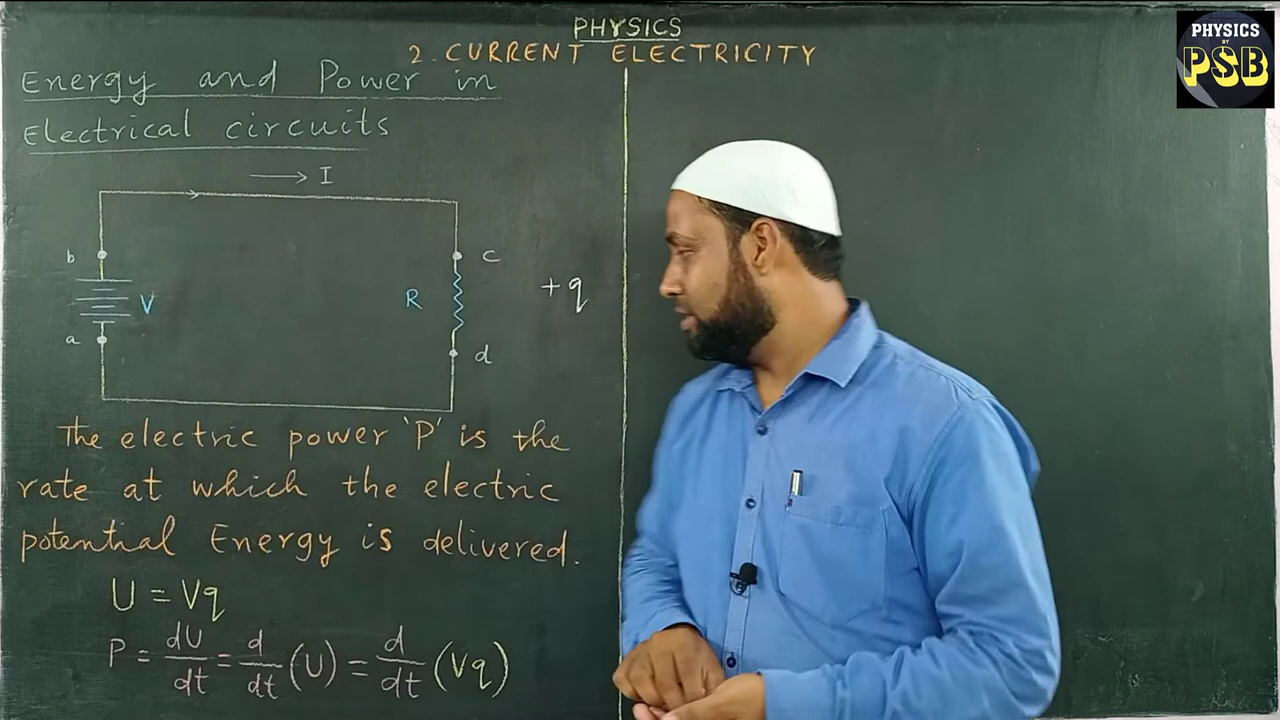 PHYSICS
2. CURRENT ELECTRICITY
PHYSICS
BY
PSB
Energy and Power in
Electrical circuits
I
b
c
V
R
+q
a
d
The electric power 'P' is the
rate at which the electric
potential Energy is delivered.
U = Vq
P = dU/dt = d/dt (U) = d/dt (Vq)